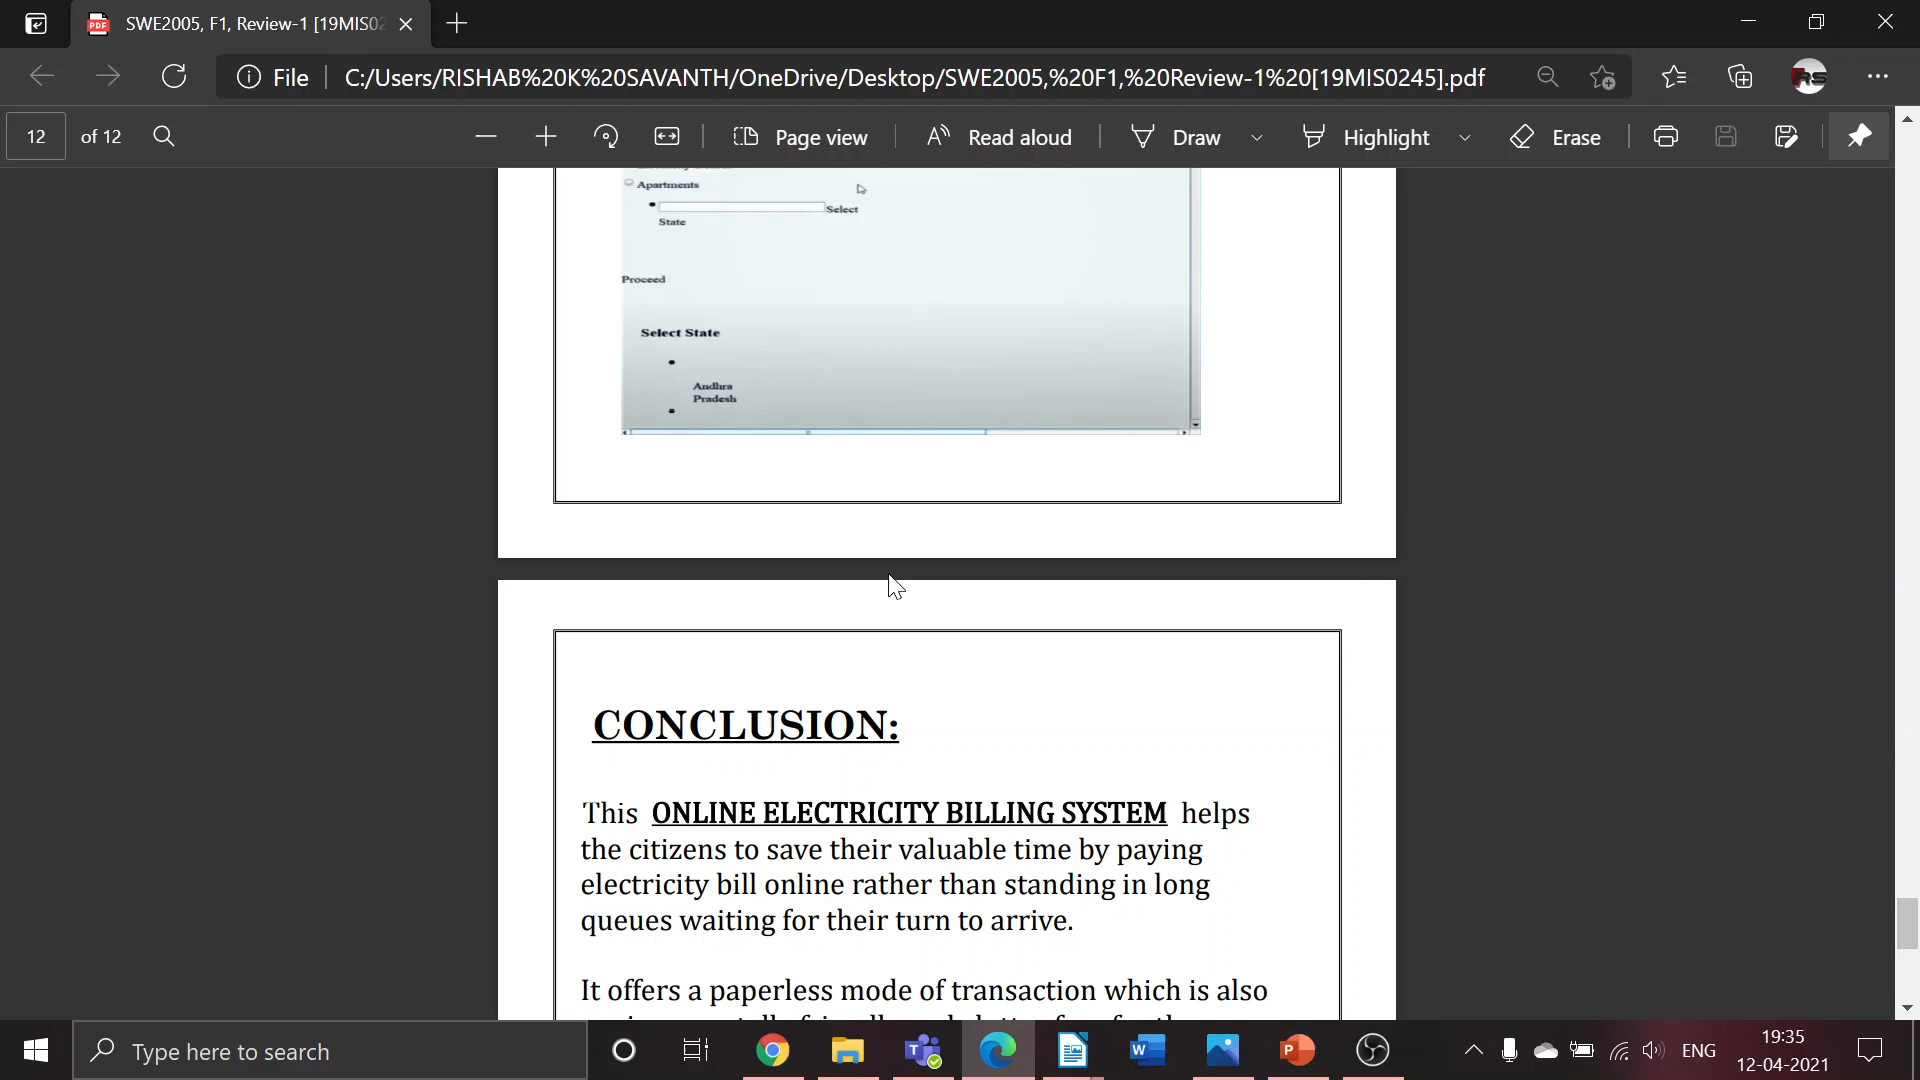 SWE2005, F1, Review-1 [19MIS02
File
C:/Users/RISHAB%20K%20SAVANTH/OneDrive/Desktop/SWE2005,%20F1,%20Review-1%20[19MIS0245].pdf
12 of 12
Page view
Read aloud
Draw
Highlight
Erase
Apartments
Select
State
Proceed
Select State
Andhra
Pradesh
CONCLUSION:
This ONLINE ELECTRICITY BILLING SYSTEM helps
the citizens to save their valuable time by paying
electricity bill online rather than standing in long
queues waiting for their turn to arrive.
It offers a paperless mode of transaction which is also
Type here to search
ENG
19:35
12-04-2021